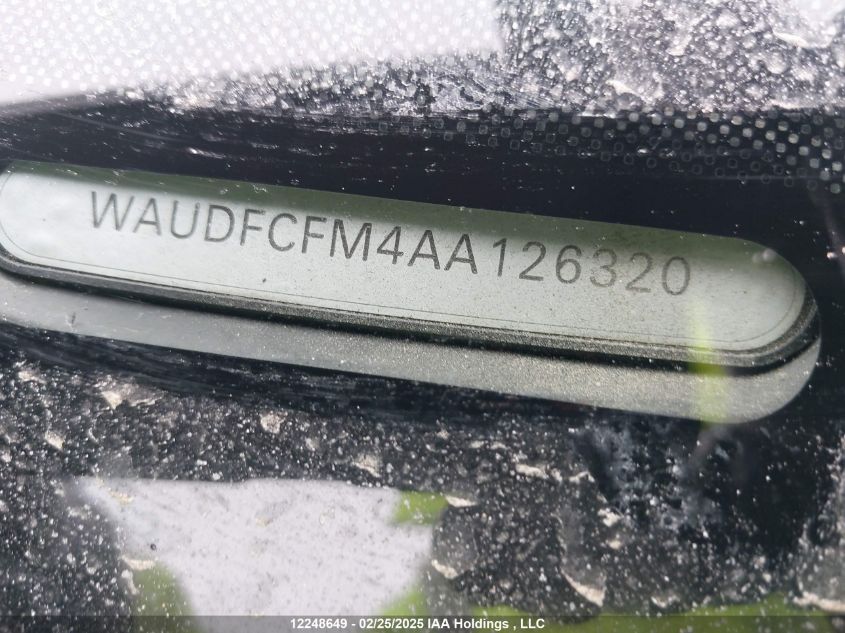 WAUDFCFM4AA126320
12248649 - 02/25/2025 IAA Holdings , LLC